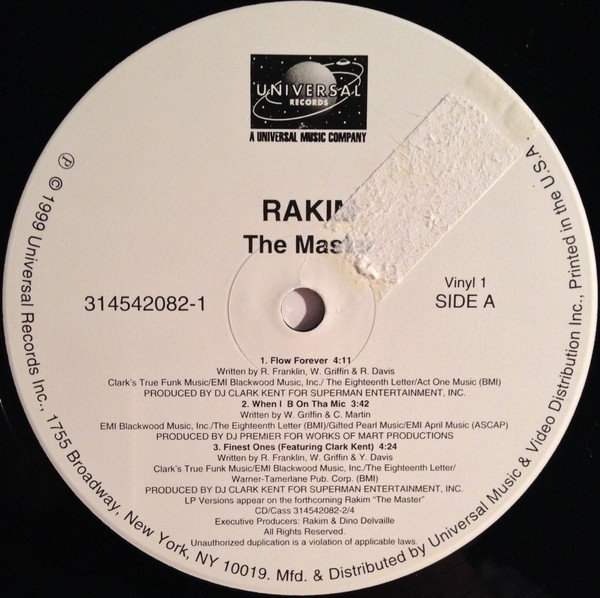 UNIVERSAL
RECORDS
A UNIVERSAL MUSIC COMPANY
RAKIM
The Master
314542082-1
Vinyl 1
SIDE A
1. Flow Forever 4:11
Written by R. Franklin, W. Griffin & R. Davis
Clark's True Funk Music/EMI Blackwood Music, Inc./ The Eighteenth Letter/Act One Music (BMI)
PRODUCED BY DJ CLARK KENT FOR SUPERMAN ENTERTAINMENT, INC.
2. When I B On Tha Mic 3:42
Written by W. Griffin & C. Martin
EMI Blackwood Music, Inc./The Eighteenth Letter (BMI)/Gifted Pearl Music/EMI April Music (ASCAP)
PRODUCED BY DJ PREMIER FOR WORKS OF MART PRODUCTIONS
3. Finest Ones (Featuring Clark Kent) 4:24
Written by R. Franklin, W. Griffin & Y. Davis
Clark's True Funk Music/EMI Blackwood Music, Inc./The Eighteenth Letter/
Warner-Tamerlane Pub. Corp. (BMI)
PRODUCED BY DJ CLARK KENT FOR SUPERMAN ENTERTAINMENT, INC.
LP Versions appear on the forthcoming Rakim "The Master"
CD/Cass 314542082-2/4
Executive Producers: Rakim & Dino Delvaille
All Rights Reserved.
Unauthorized duplication is a violation of applicable laws.
℗ © 1999 Universal Records Inc., 1755 Broadway, New York, NY 10019. Mfd. & Distributed by Universal Music & Video Distribution Inc., Printed in the U.S.A.